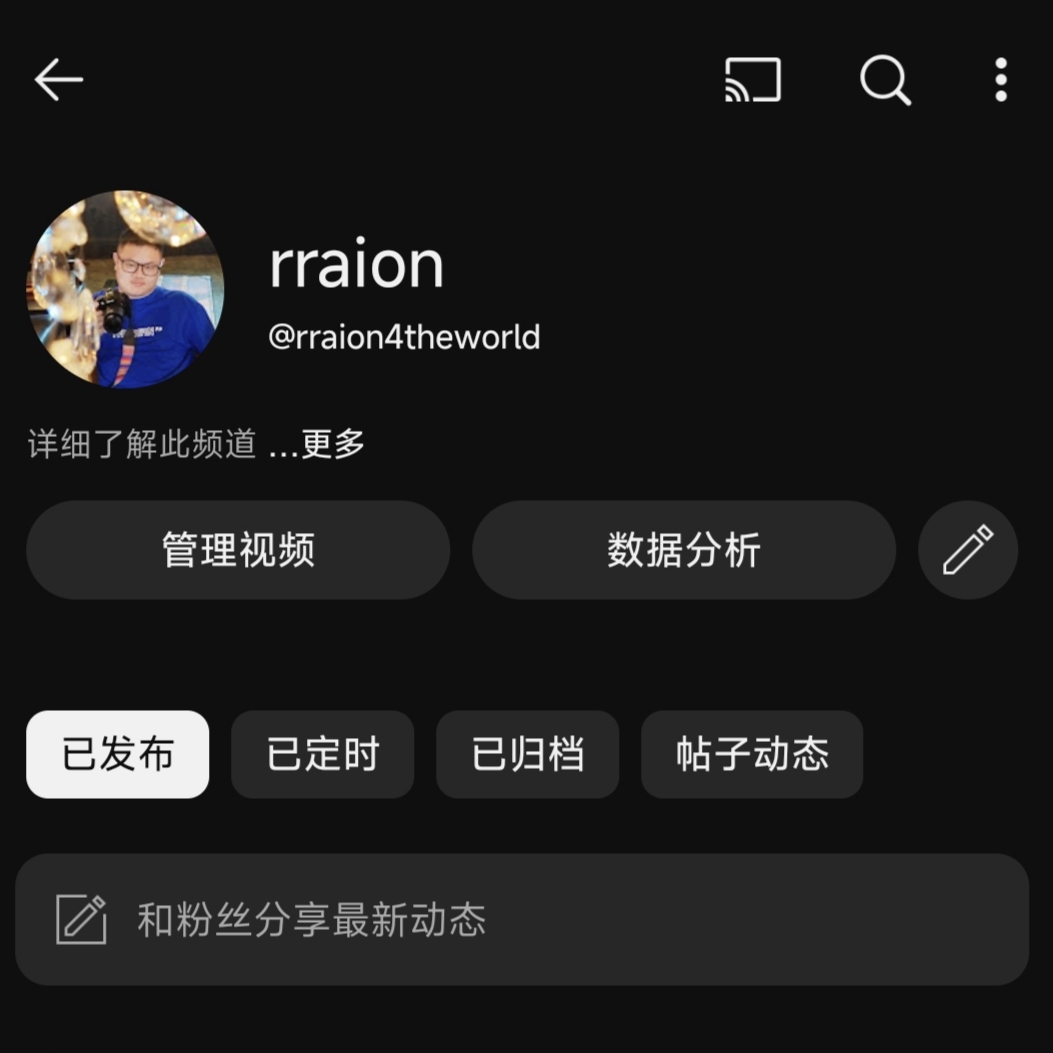 rraion
@rraion4theworld
详细了解此频道 ...更多
管理视频
数据分析
已发布
已定时
已归档
帖子动态
和粉丝分享最新动态